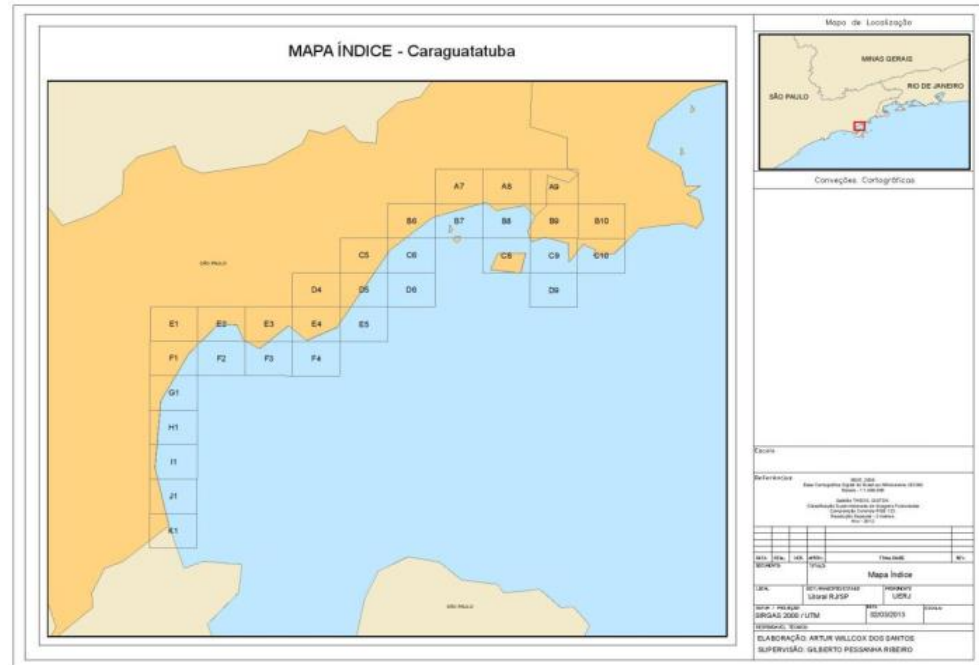 MAPA ÍNDICE - Caraguatatuba
A7 A8 A9
B6 B7 B8 B9 B10
C5 C6 C8 C9 C10
SÃO PAULO
D4 D5 D6 D9
E1 E2 E3 E4 E5
F1 F2 F3 F4
G1
H1
I1
J1
K1
SÃO PAULO
Mapa de Localização
MINAS GERAIS
RIO DE JANEIRO
SÃO PAULO
Conveções Cartográficas
Escala
Referências
TÍTULO
Mapa Índice
Litoral RJ/SP
UERJ
SIRGAS 2000 / UTM
02/05/2013
ELABORAÇÃO: ARTUR WILLCOX DOS SANTOS
SUPERVISÃO: GILBERTO PESSANHA RIBEIRO